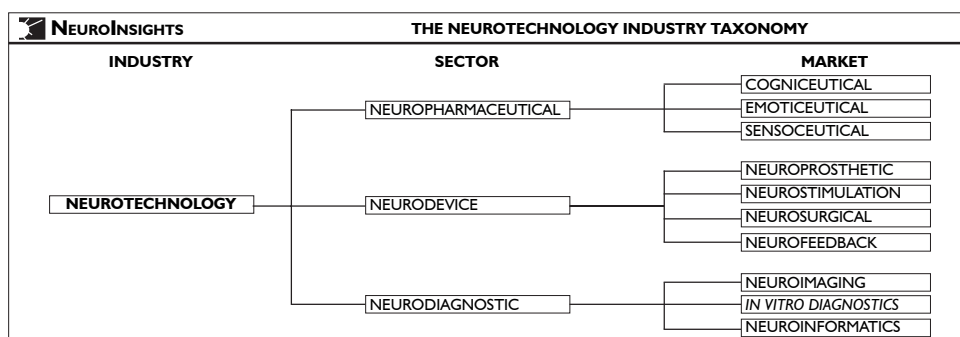 NEUROINSIGHTS THE NEUROTECHNOLOGY INDUSTRY TAXONOMY
INDUSTRY SECTOR MARKET
COGNICEUTICAL
NEUROPHARMACEUTICAL EMOTICEUTICAL
SENSOCEUTICAL
NEUROPROSTHETIC
NEUROSTIMULATION
NEUROTECHNOLOGY NEURODEVICE
NEUROSURGICAL
NEUROFEEDBACK
NEUROIMAGING
NEURODIAGNOSTIC IN VITRO DIAGNOSTICS
NEUROINFORMATICS